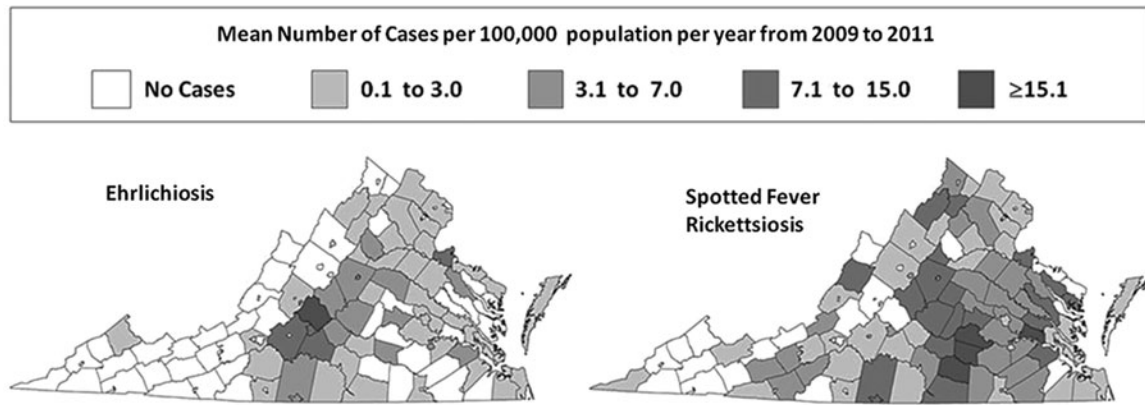 Mean Number of Cases per 100,000 population per year from 2009 to 2011
No Cases 0.1 to 3.0 3.1 to 7.0 7.1 to 15.0 ≥15.1
Ehrlichiosis
Spotted Fever
Rickettsiosis